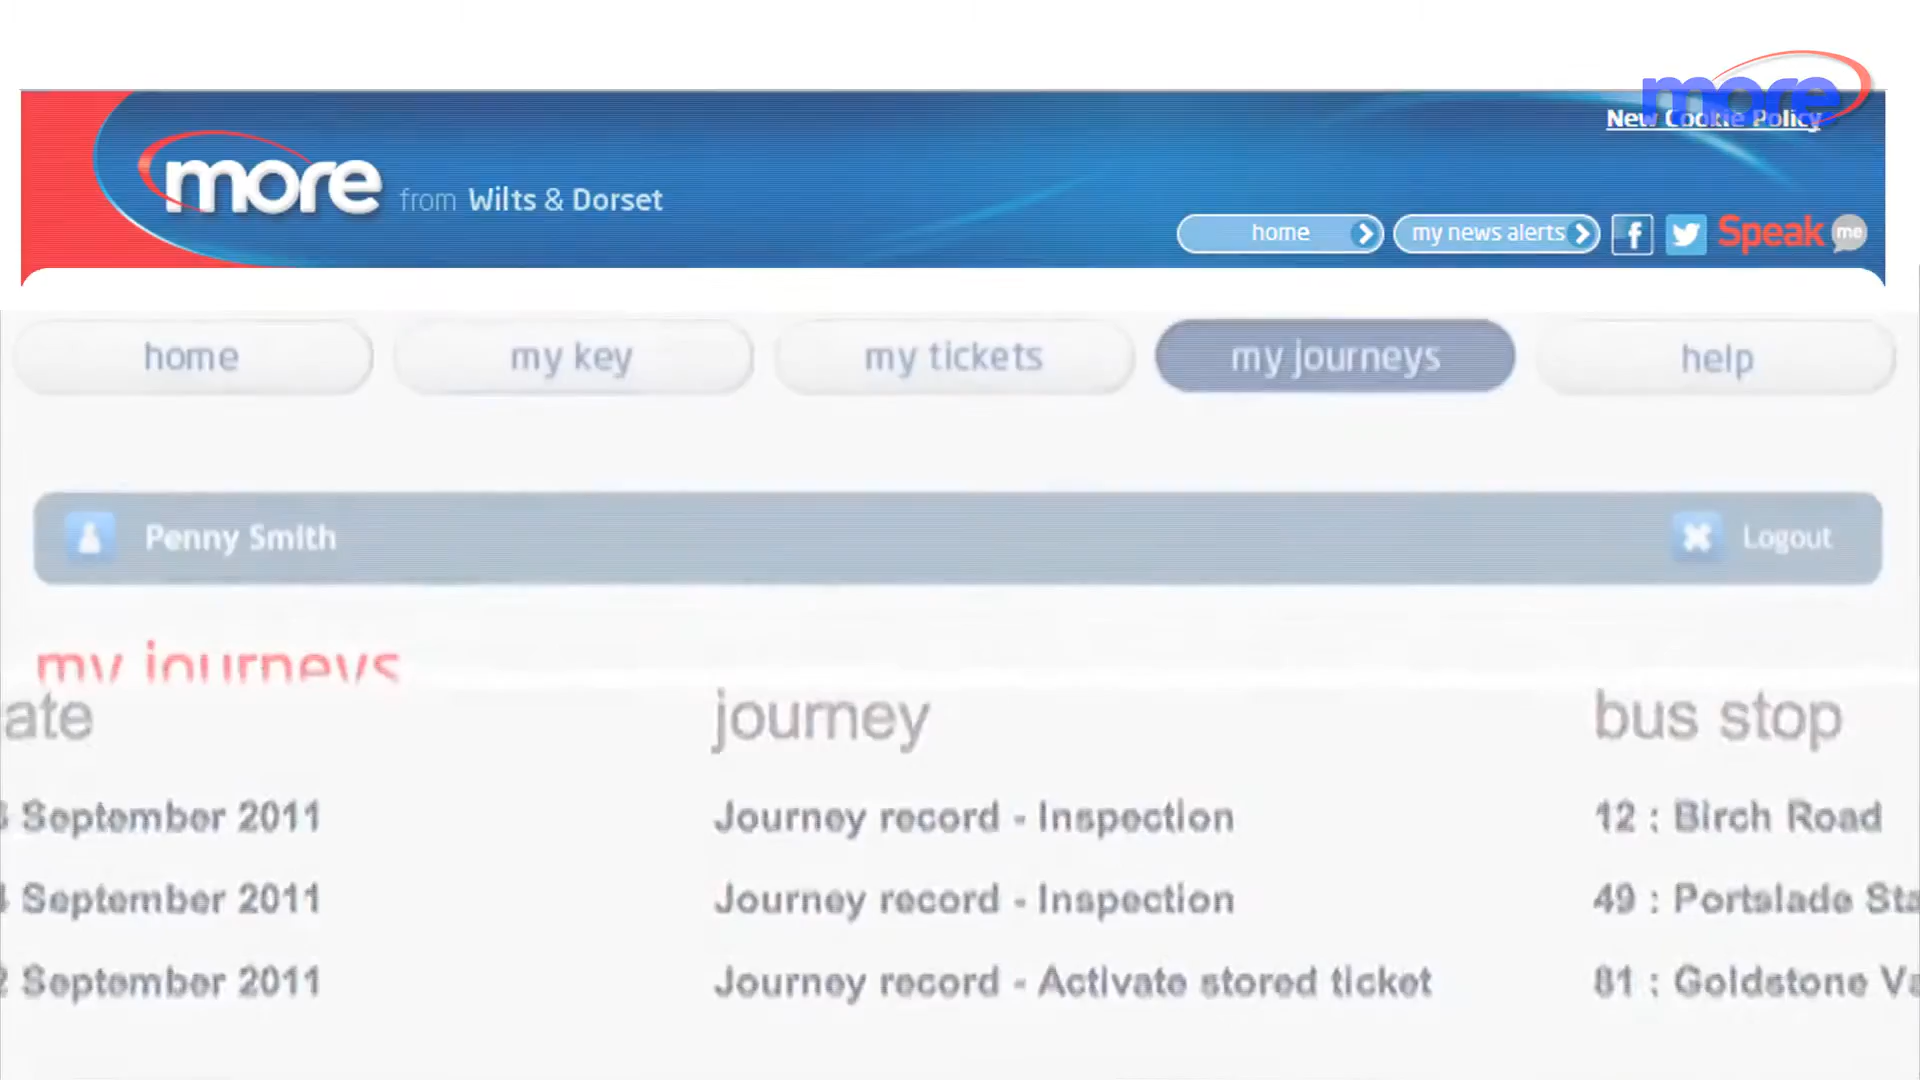 more
New Cookie Policy
more from Wilts & Dorset
home
my news alerts
f
Speak me
home
my key
my tickets
my journeys
help
Penny Smith
Logout
my journeys
ate journey bus stop
September 2011 Journey record - Inspection 12 : Birch Road
September 2011 Journey record - Inspection 49 : Portslade Sta
September 2011 Journey record - Activate stored ticket 81 : Goldstone Va